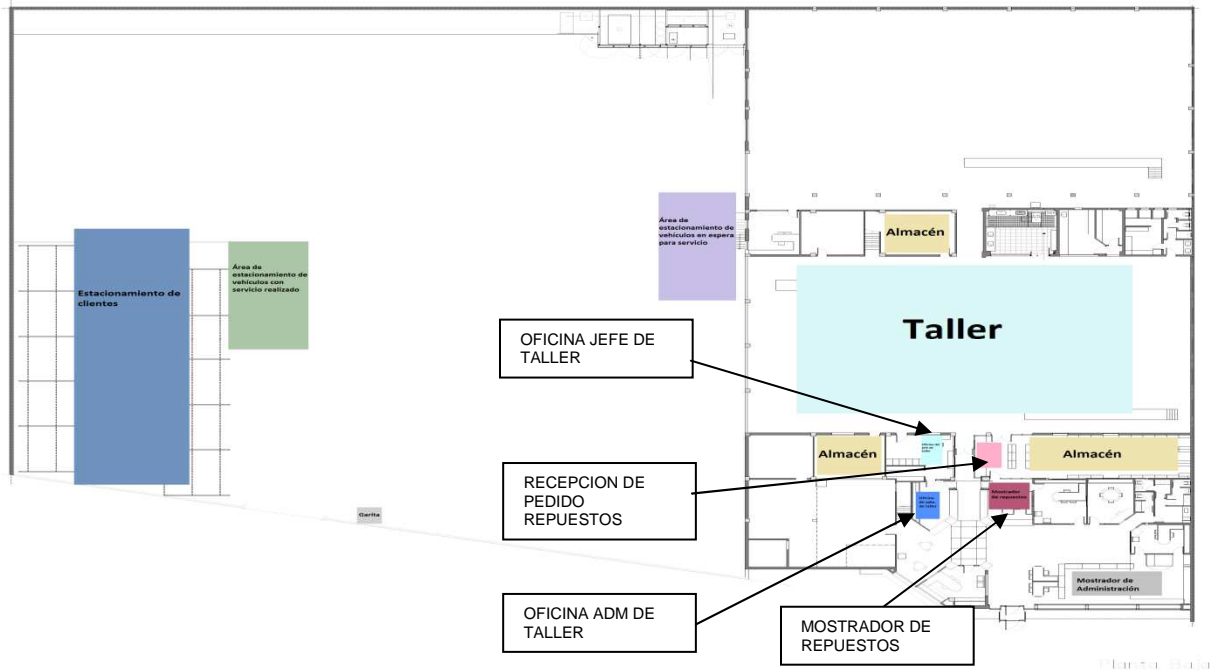 Área de
estacionamiento de
vehículos en espera
para servicio
Almacén
Estacionamiento de
clientes
Área de
estacionamiento de
vehículos con
servicio realizado
Taller
OFICINA JEFE DE
TALLER
Almacén
Almacén
RECEPCION DE
PEDIDO
REPUESTOS
Mostrador
de repuestos
Garita
Mostrador de
Administración
OFICINA ADM DE
TALLER
MOSTRADOR DE
REPUESTOS
Planta Baja